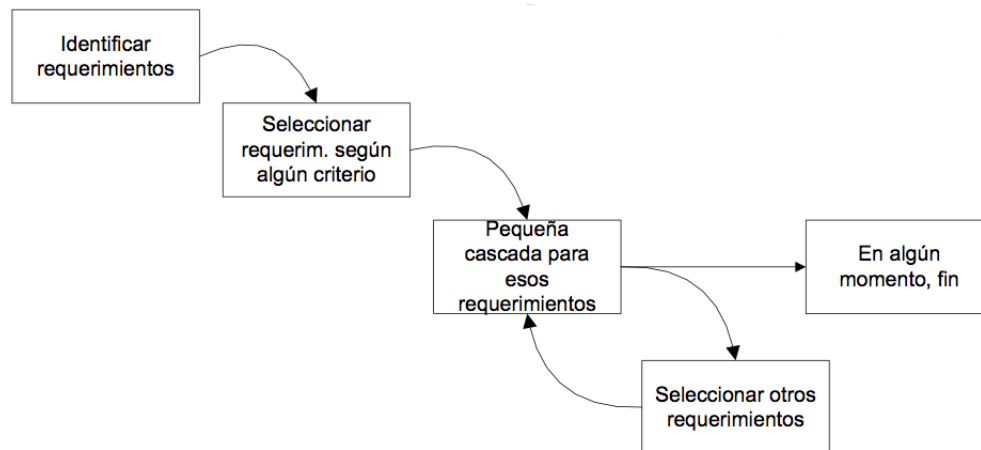 Identificar
requerimientos
Seleccionar
requerim. según
algún criterio
Pequeña
cascada para
esos
requerimientos
En algún
momento, fin
Seleccionar otros
requerimientos